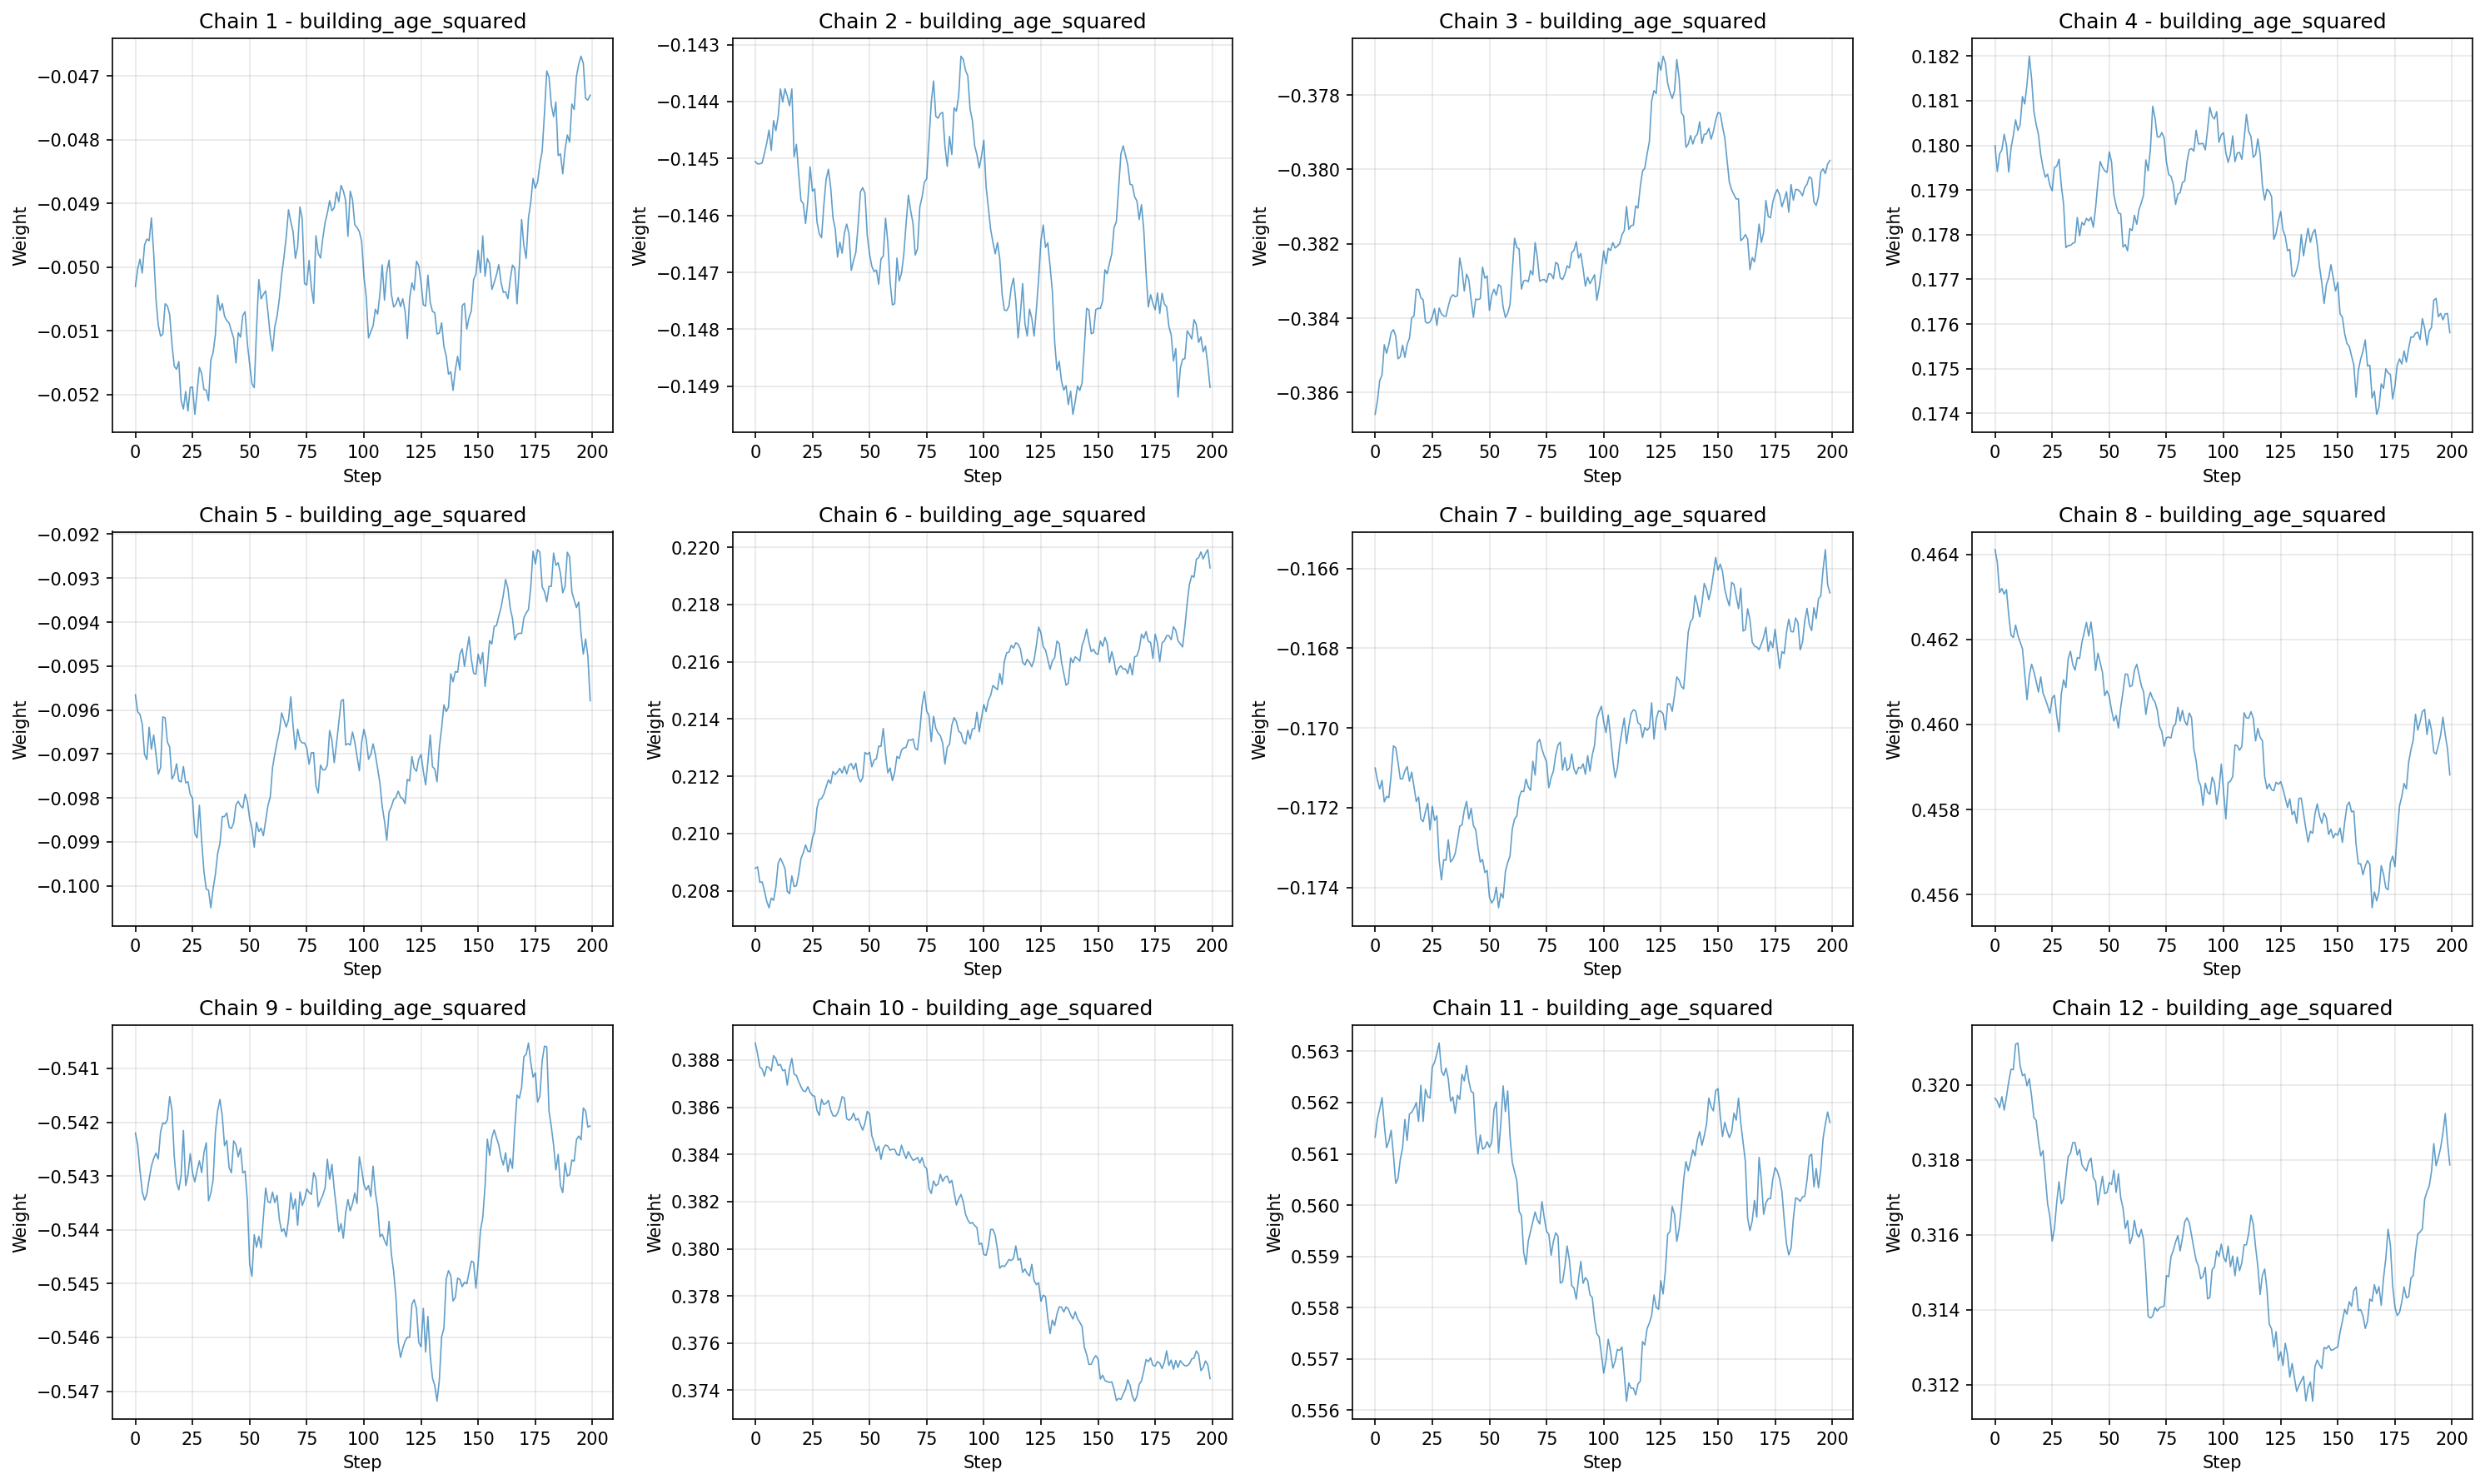 Chain 1 - building_age_squared
Weight
−0.047
−0.048
−0.049
−0.050
−0.051
−0.052
0 25 50 75 100 125 150 175 200
Step
Chain 2 - building_age_squared
Weight
−0.143
−0.144
−0.145
−0.146
−0.147
−0.148
−0.149
0 25 50 75 100 125 150 175 200
Step
Chain 3 - building_age_squared
Weight
−0.378
−0.380
−0.382
−0.384
−0.386
0 25 50 75 100 125 150 175 200
Step
Chain 4 - building_age_squared
Weight
0.182
0.181
0.180
0.179
0.178
0.177
0.176
0.175
0.174
0 25 50 75 100 125 150 175 200
Step
Chain 5 - building_age_squared
Weight
−0.092
−0.093
−0.094
−0.095
−0.096
−0.097
−0.098
−0.099
−0.100
0 25 50 75 100 125 150 175 200
Step
Chain 6 - building_age_squared
Weight
0.220
0.218
0.216
0.214
0.212
0.210
0.208
0 25 50 75 100 125 150 175 200
Step
Chain 7 - building_age_squared
Weight
−0.166
−0.168
−0.170
−0.172
−0.174
0 25 50 75 100 125 150 175 200
Step
Chain 8 - building_age_squared
Weight
0.464
0.462
0.460
0.458
0.456
0 25 50 75 100 125 150 175 200
Step
Chain 9 - building_age_squared
Weight
−0.541
−0.542
−0.543
−0.544
−0.545
−0.546
−0.547
0 25 50 75 100 125 150 175 200
Step
Chain 10 - building_age_squared
Weight
0.388
0.386
0.384
0.382
0.380
0.378
0.376
0.374
0 25 50 75 100 125 150 175 200
Step
Chain 11 - building_age_squared
Weight
0.563
0.562
0.561
0.560
0.559
0.558
0.557
0.556
0 25 50 75 100 125 150 175 200
Step
Chain 12 - building_age_squared
Weight
0.320
0.318
0.316
0.314
0.312
0 25 50 75 100 125 150 175 200
Step